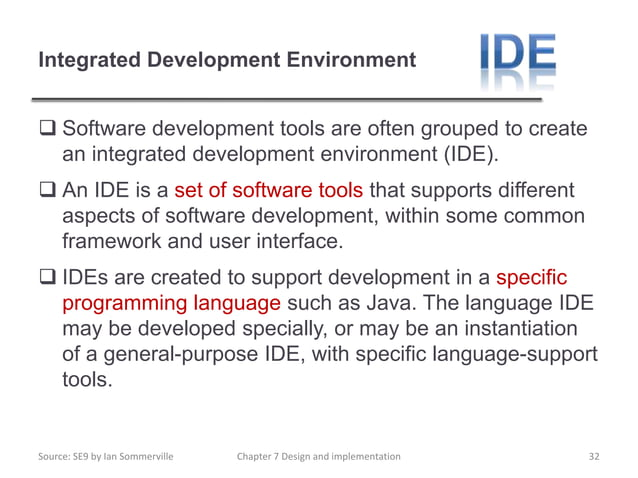 Integrated Development Environment
IDE
❑ Software development tools are often grouped to create
an integrated development environment (IDE).
❑ An IDE is a set of software tools that supports different
aspects of software development, within some common
framework and user interface.
❑ IDEs are created to support development in a specific
programming language such as Java. The language IDE
may be developed specially, or may be an instantiation
of a general-purpose IDE, with specific language-support
tools.
Source: SE9 by Ian Sommerville
Chapter 7 Design and implementation
32